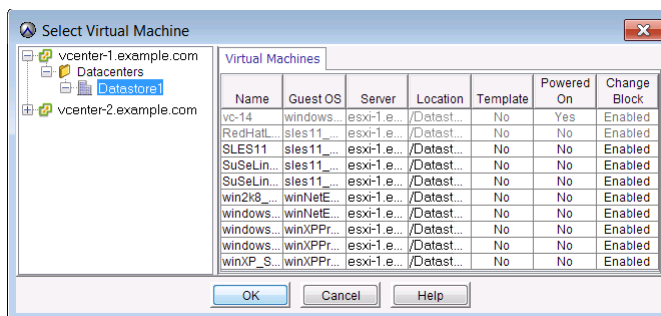 Select Virtual Machine
vcenter-1.example.com
Datacenters
Datastore1
vcenter-2.example.com
Virtual Machines
Name Guest OS Server Location Template Powered On Change Block
vc-14 windows... esxi-1.e... /Datast... No Yes Enabled
RedHatL... sles11_... esxi-1.e... /Datast... No No Enabled
SLES11 sles11_... esxi-1.e... /Datast... No No Enabled
SuSeLin... sles11_... esxi-1.e... /Datast... No No Enabled
SuSeLin... sles11_... esxi-1.e... /Datast... No No Enabled
win2k8_... winNetE... esxi-1.e... /Datast... No No Enabled
windows... winNetE... esxi-1.e... /Datast... No No Enabled
windows... winXPPr... esxi-1.e... /Datast... No No Enabled
windows... winXPPr... esxi-1.e... /Datast... No No Enabled
winXP_S... winXPPr... esxi-1.e... /Datast... No No Enabled
OK Cancel Help